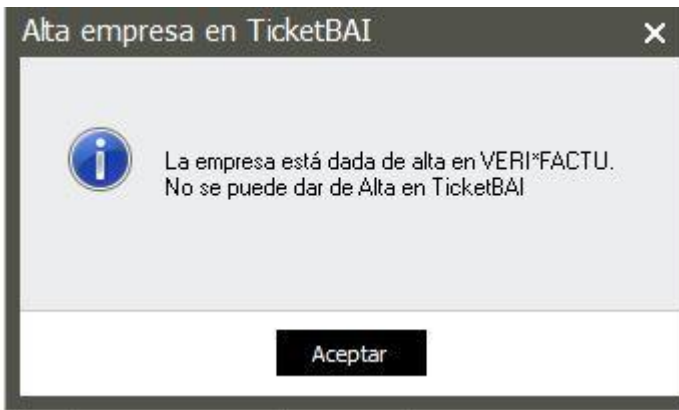 Alta empresa en TicketBAI
La empresa está dada de alta en VERI*FACTU.
No se puede dar de Alta en TicketBAI
Aceptar